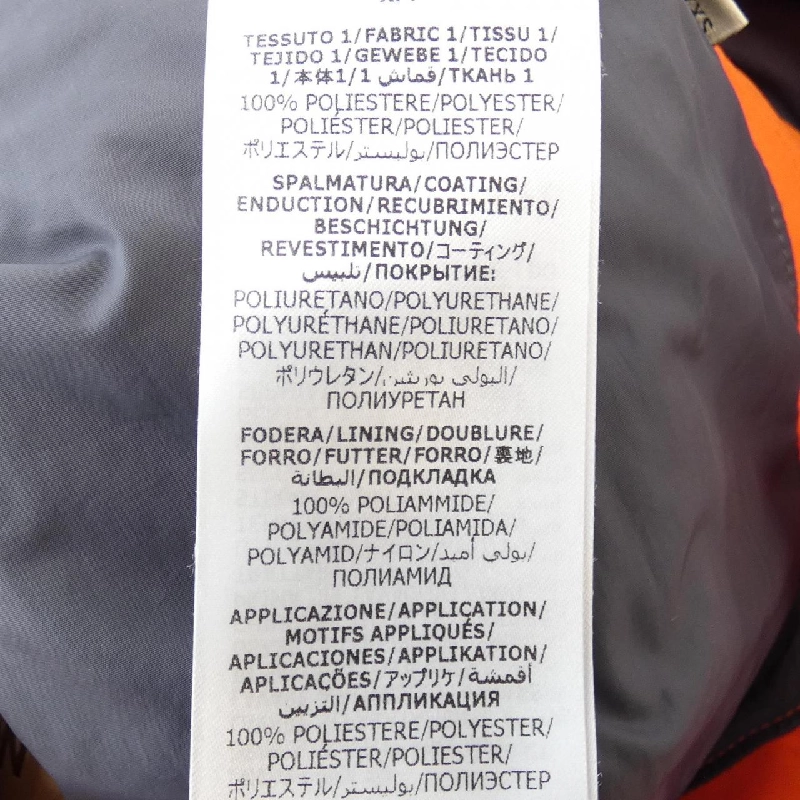 TESSUTO 1/FABRIC 1/TISSU 1/
TEJIDO 1/GEWEBE 1/TECIDO
1/本体1/1 قماش/ТКАНЬ 1
100% POLIESTERE/POLYESTER/
POLIÉSTER/POLIESTER/
ポリエステル/بوليستر/ПОЛИЭСТЕР
SPALMATURA/COATING/
ENDUCTION/RECUBRIMIENTO/
BESCHICHTUNG/
REVESTIMENTO/コーティング/
تلبيس/ПОКРЫТИЕ:
POLIURETANO/POLYURETHANE/
POLYURÉTHANE/POLIURETANO/
POLYURETHAN/POLIURETANO/
ポリウレタン/البولي يوريثين/
ПОЛИУРЕТАН
FODERA/LINING/DOUBLURE/
FORRO/FUTTER/FORRO/裏地/
البطانة/ПОДКЛАДКА
100% POLIAMMIDE/
POLYAMIDE/POLIAMIDA/
POLYAMID/ナイロン/بولي أميد/
ПОЛИАМИД
APPLICAZIONE/APPLICATION/
MOTIFS APPLIQUÉS/
APLICACIONES/APPLIKATION/
APLICAÇÕES/アップリケ/أقمشة
التزيين/АППЛИКАЦИЯ
100% POLIESTERE/POLYESTER/
POLIÉSTER/POLIESTER/
ポリエステル/بوليستر/ПОЛИЭСТЕР